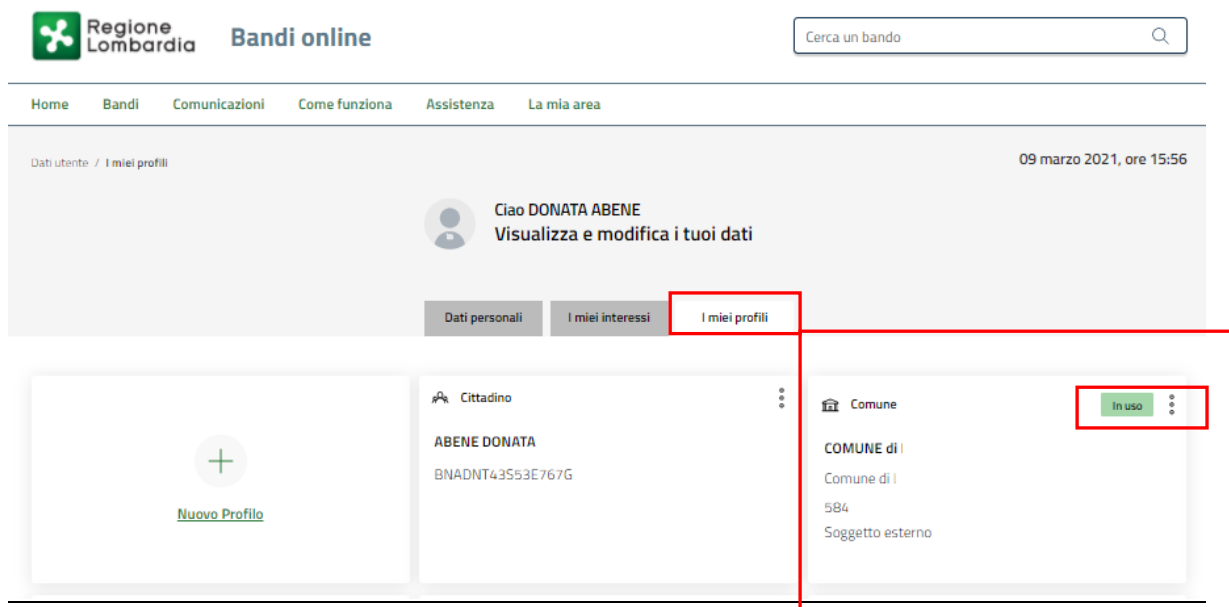 Regione
Lombardia
Bandi online
Cerca un bando
Home Bandi Comunicazioni Come funziona Assistenza La mia area
Dati utente / I miei profili
09 marzo 2021, ore 15:56
Ciao DONATA ABENE
Visualizza e modifica i tuoi dati
Dati personali I miei interessi I miei profili
Nuovo Profilo
Cittadino
ABENE DONATA
BNADNT43S53E767G
Comune In uso
COMUNE di
Comune di
584
Soggetto esterno